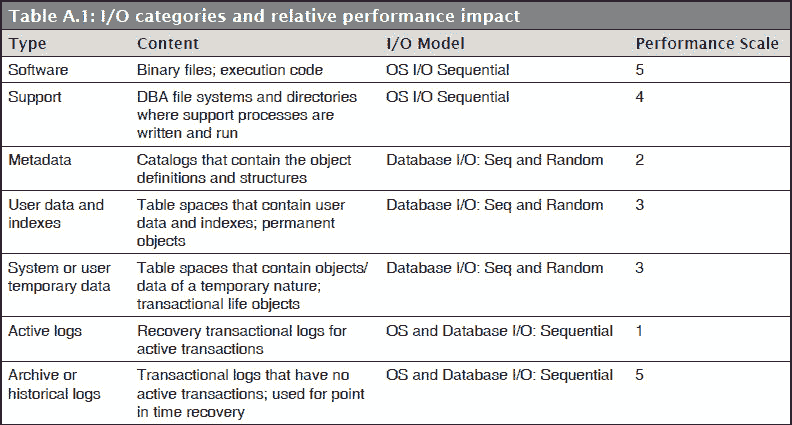 Table A.1: I/O categories and relative performance impact
Type Content I/O Model Performance Scale
Software Binary files; execution code OS I/O Sequential 5
Support DBA file systems and directories OS I/O Sequential 4
where support processes are
written and run
Metadata Catalogs that contain the object Database I/O: Seq and Random 2
definitions and structures
User data and Table spaces that contain user Database I/O: Seq and Random 3
indexes data and indexes; permanent
objects
System or user Table spaces that contain objects/ Database I/O: Seq and Random 3
temporary data data of a temporary nature;
transactional life objects
Active logs Recovery transactional logs for OS and Database I/O: Sequential 1
active transactions
Archive or Transactional logs that have no OS and Database I/O: Sequential 5
historical logs active transactions; used for point
in time recovery